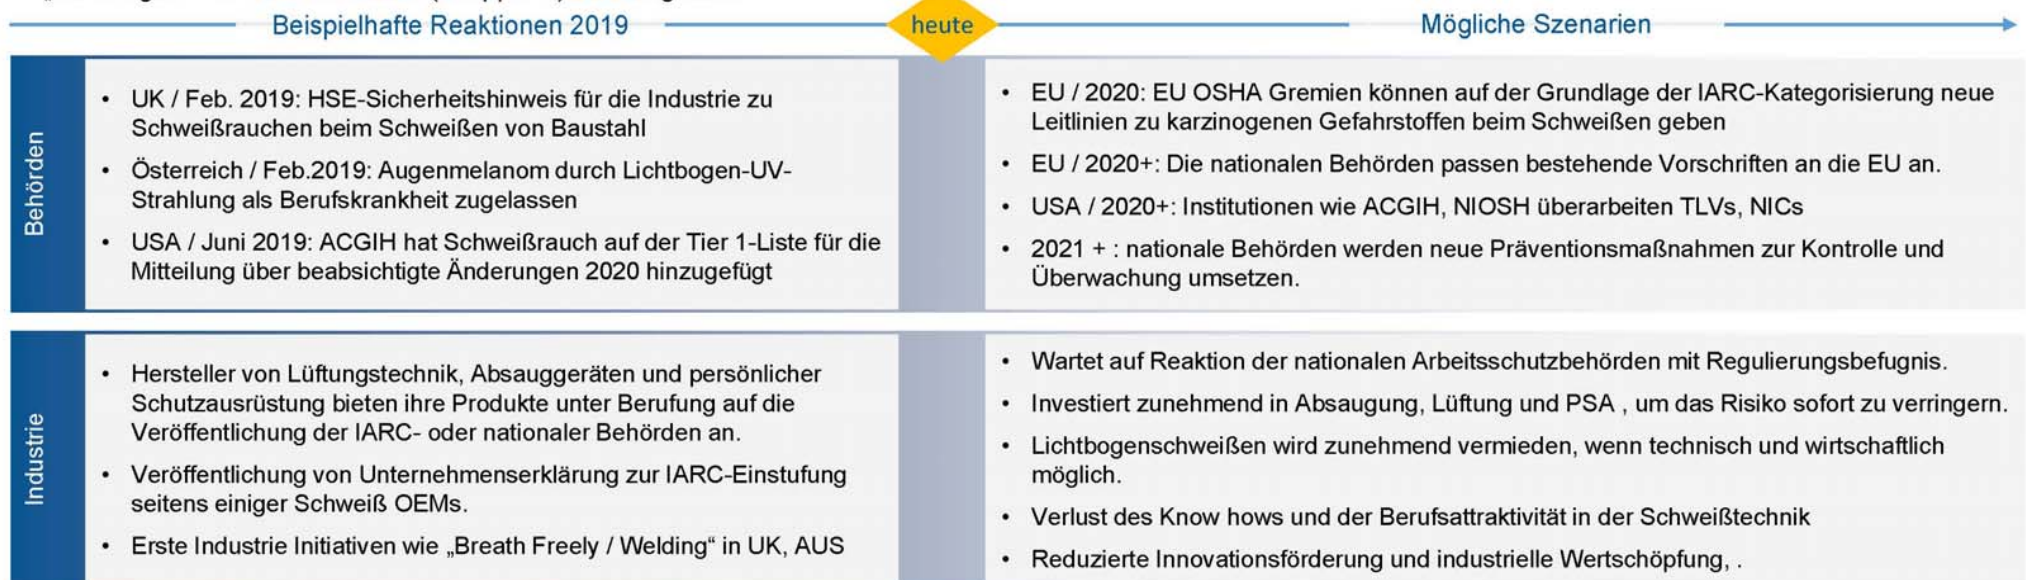 Beispielhafte Reaktionen 2019
heute
Mögliche Szenarien
Behörden
• UK / Feb. 2019: HSE-Sicherheitshinweis für die Industrie zu
Schweißrauchen beim Schweißen von Baustahl
• Österreich / Feb.2019: Augenmelanom durch Lichtbogen-UV-
Strahlung als Berufskrankheit zugelassen
• USA / Juni 2019: ACGIH hat Schweißrauch auf der Tier 1-Liste für die
Mitteilung über beabsichtigte Änderungen 2020 hinzugefügt
• EU / 2020: EU OSHA Gremien können auf der Grundlage der IARC-Kategorisierung neue
Leitlinien zu karzinogenen Gefahrstoffen beim Schweißen geben
• EU / 2020+: Die nationalen Behörden passen bestehende Vorschriften an die EU an.
• USA / 2020+: Institutionen wie ACGIH, NIOSH überarbeiten TLVs, NICs
• 2021 + : nationale Behörden werden neue Präventionsmaßnahmen zur Kontrolle und
Überwachung umsetzen.
Industrie
• Hersteller von Lüftungstechnik, Absauggeräten und persönlicher
Schutzausrüstung bieten ihre Produkte unter Berufung auf die
Veröffentlichung der IARC- oder nationaler Behörden an.
• Veröffentlichung von Unternehmenserklärung zur IARC-Einstufung
seitens einiger Schweiß OEMs.
• Erste Industrie Initiativen wie „Breath Freely / Welding“ in UK, AUS
• Wartet auf Reaktion der nationalen Arbeitsschutzbehörden mit Regulierungsbefugnis.
• Investiert zunehmend in Absaugung, Lüftung und PSA , um das Risiko sofort zu verringern.
• Lichtbogenschweißen wird zunehmend vermieden, wenn technisch und wirtschaftlich
möglich.
• Verlust des Know hows und der Berufsattraktivität in der Schweißtechnik
• Reduzierte Innovationsförderung und industrielle Wertschöpfung, .